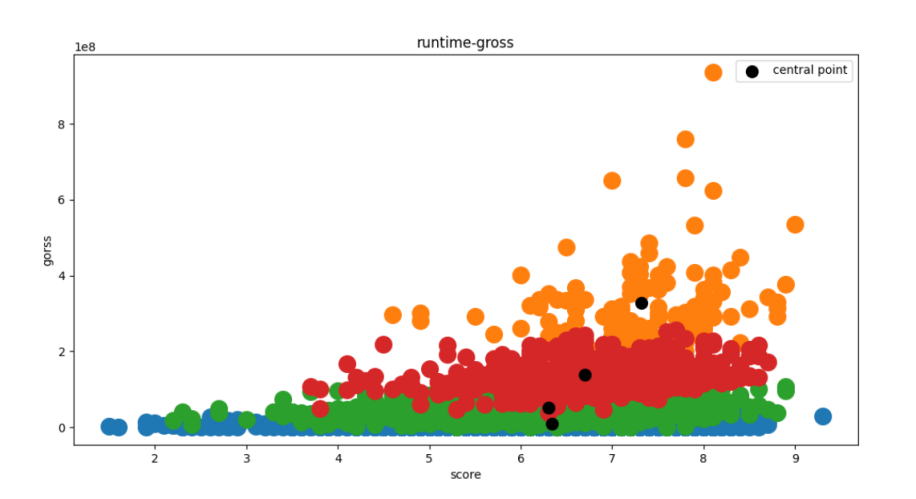 runtime-gross
1e8
central point
8
6
4
2
0
gorss
2 3 4 5 6 7 8 9
score